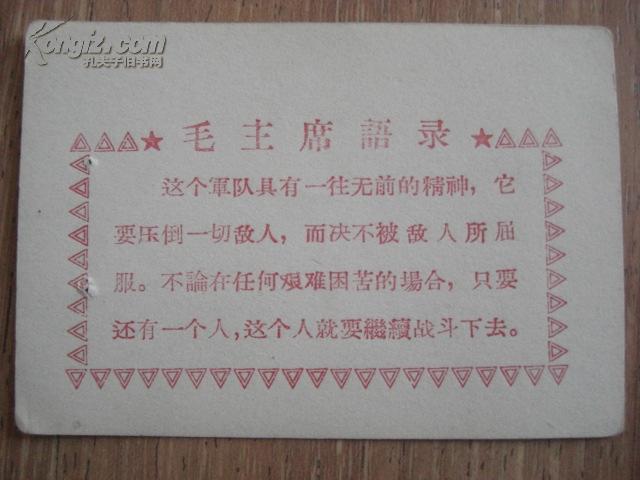 Kongfz.com
孔夫子旧书网
毛主席語录
这个軍队具有一往无前的精神，它
要压倒一切敌人，而决不被敌人所屈
服。不論在任何艰难困苦的場合，只要
还有一个人，这个人就要繼續战斗下去。